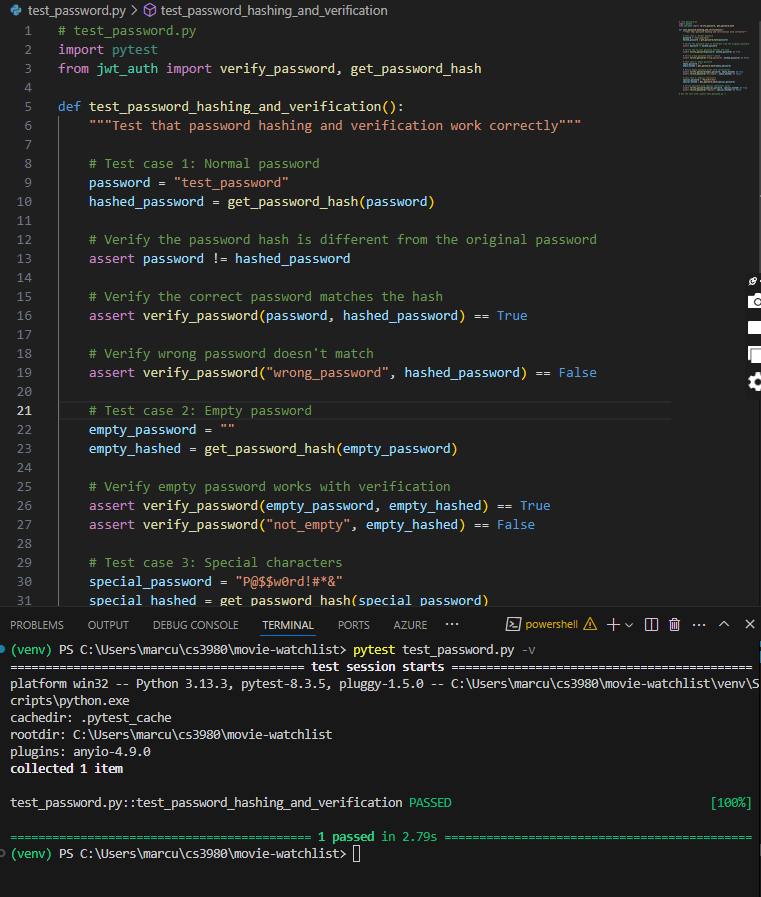 test_password.py > test_password_hashing_and_verification
1 # test_password.py
2 import pytest
3 from jwt_auth import verify_password, get_password_hash
4
5 def test_password_hashing_and_verification():
6 """Test that password hashing and verification work correctly"""
7
8 # Test case 1: Normal password
9 password = "test_password"
10 hashed_password = get_password_hash(password)
11
12 # Verify the password hash is different from the original password
13 assert password != hashed_password
14
15 # Verify the correct password matches the hash
16 assert verify_password(password, hashed_password) == True
17
18 # Verify wrong password doesn't match
19 assert verify_password("wrong_password", hashed_password) == False
20
21 # Test case 2: Empty password
22 empty_password = ""
23 empty_hashed = get_password_hash(empty_password)
24
25 # Verify empty password works with verification
26 assert verify_password(empty_password, empty_hashed) == True
27 assert verify_password("not_empty", empty_hashed) == False
28
29 # Test case 3: Special characters
30 special_password = "P@$$w0rd!#*&"
31 special_hashed = get_password_hash(special_password)
PROBLEMS OUTPUT DEBUG CONSOLE TERMINAL PORTS AZURE ··· powershell
(venv) PS C:\Users\marcu\cs3980\movie-watchlist> pytest test_password.py -v
========================================== test session starts ===========================================
platform win32 -- Python 3.13.3, pytest-8.3.5, pluggy-1.5.0 -- C:\Users\marcu\cs3980\movie-watchlist\venv\S
cripts\python.exe
cachedir: .pytest_cache
rootdir: C:\Users\marcu\cs3980\movie-watchlist
plugins: anyio-4.9.0
collected 1 item
test_password.py::test_password_hashing_and_verification PASSED [100%]
=========================================== 1 passed in 2.79s ============================================
(venv) PS C:\Users\marcu\cs3980\movie-watchlist>